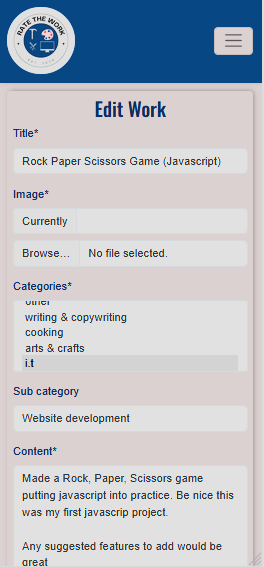 RATE THE WORK
Edit Work
Title*
Rock Paper Scissors Game (Javascript)
Image*
Currently
Browse... No file selected.
Categories*
other
writing & copywriting
cooking
arts & crafts
i.t
Sub category
Website development
Content*
Made a Rock, Paper, Scissors game
putting javascript into practice. Be nice this
was my first javascrip project.
Any suggested features to add would be
great